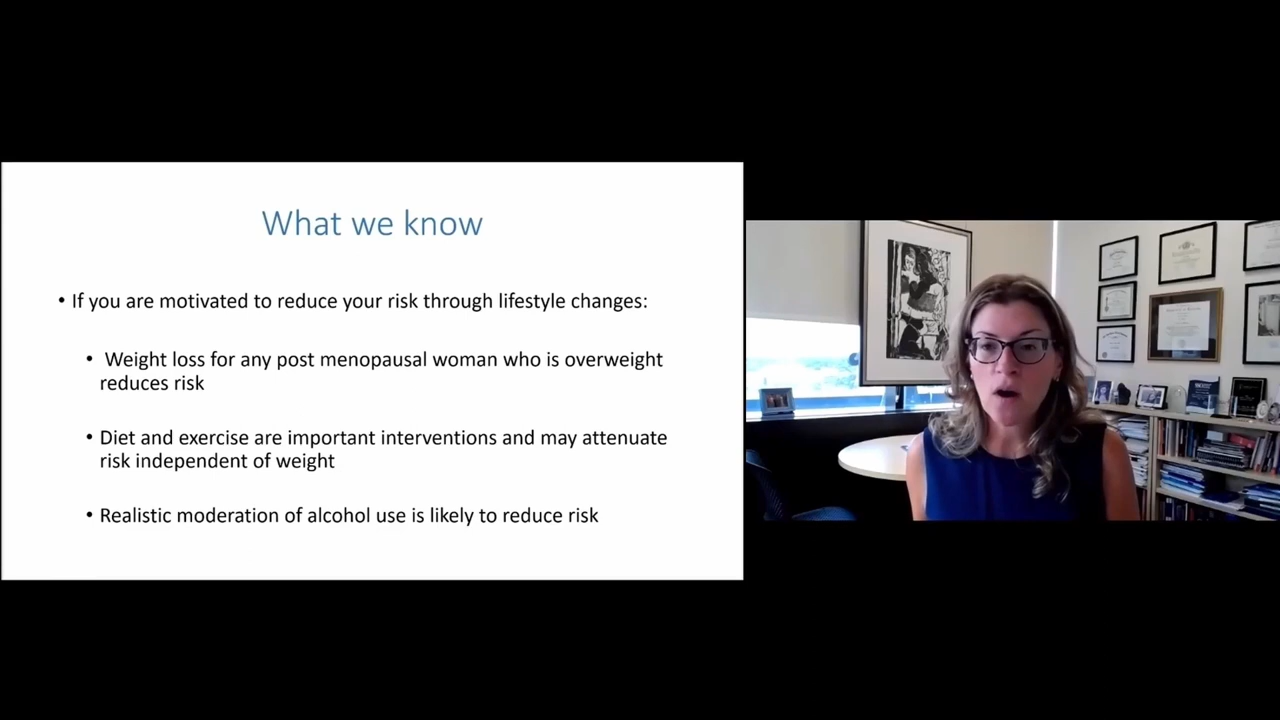 What we know
• If you are motivated to reduce your risk through lifestyle changes:
• Weight loss for any post menopausal woman who is overweight
reduces risk
• Diet and exercise are important interventions and may attenuate
risk independent of weight
• Realistic moderation of alcohol use is likely to reduce risk